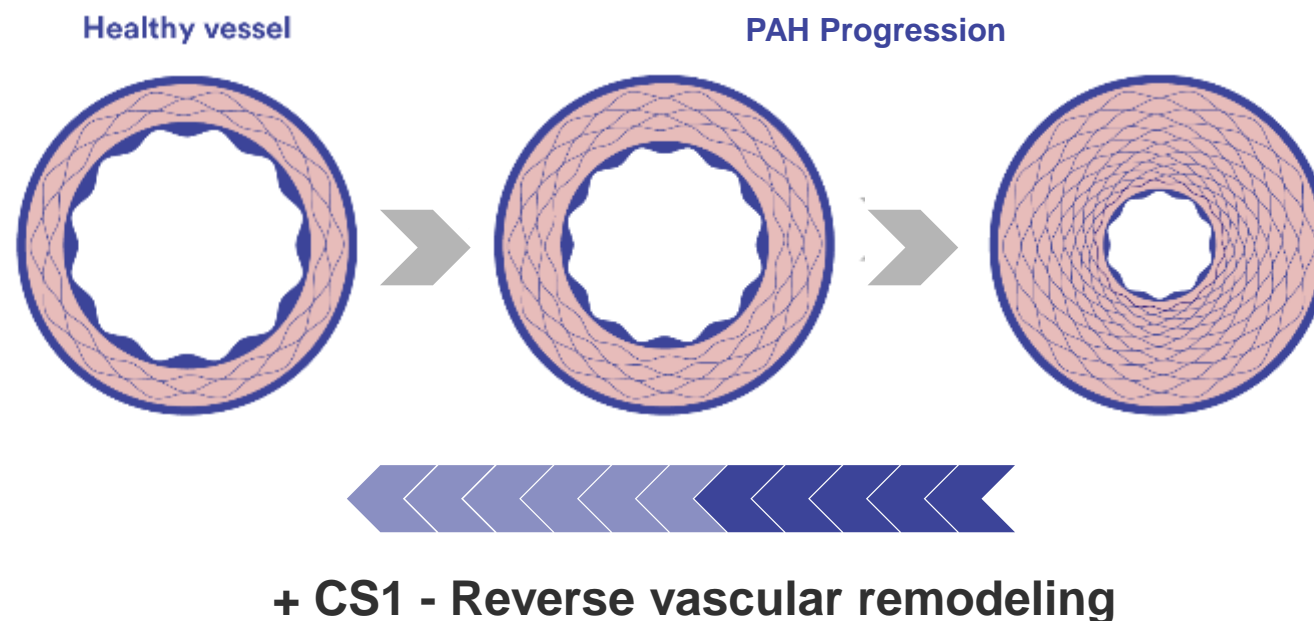 Healthy vessel
PAH Progression
+ CS1 - Reverse vascular remodeling